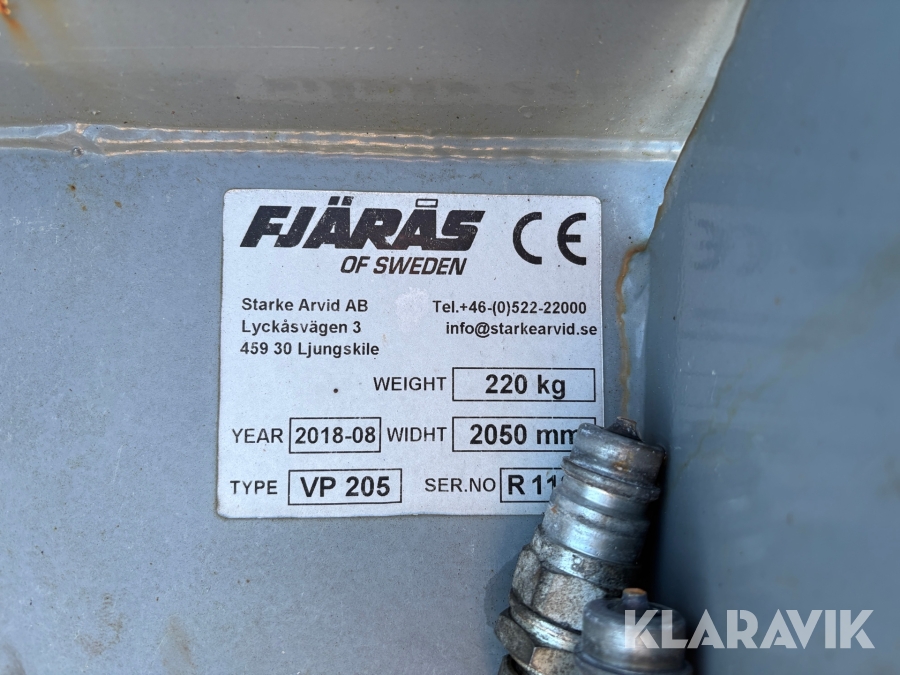 FJÄRÅS
OF SWEDEN
CE
Starke Arvid AB
Lyckåsvägen 3
459 30 Ljungskile
Tel.+46-(0)522-22000
info@starkearvid.se
WEIGHT 220 kg
YEAR 2018-08 WIDHT 2050 mm
TYPE VP 205 SER.NO R
KLARAVIK